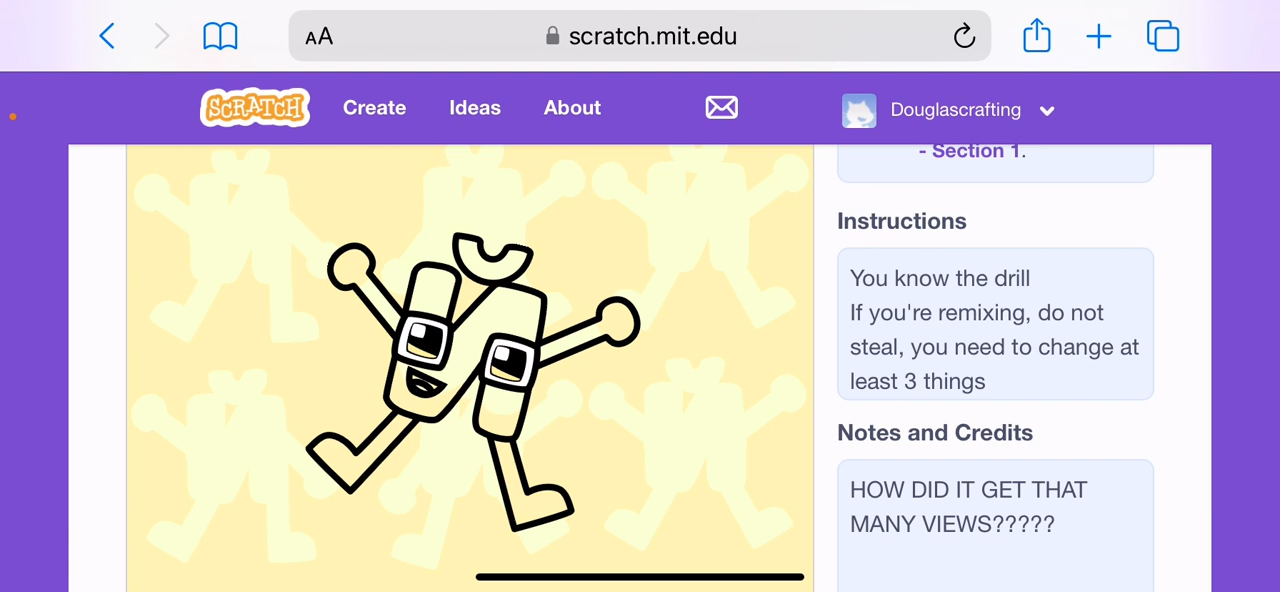 AA scratch.mit.edu
SCRATCH Create Ideas About Douglascrafting
- Section 1.
Instructions
You know the drill
If you're remixing, do not
steal, you need to change at
least 3 things
Notes and Credits
HOW DID IT GET THAT
MANY VIEWS?????